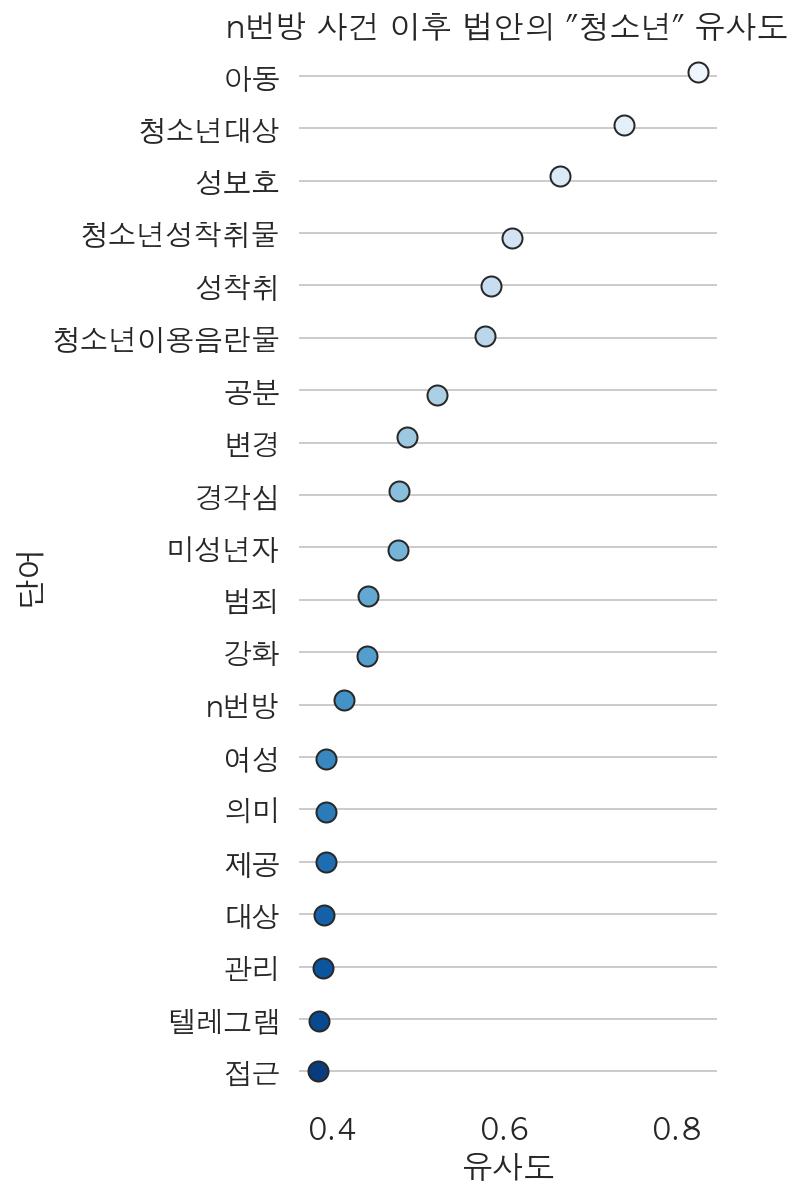 n번방 사건 이후 법안의 "청소년" 유사도
아동
청소년대상
성보호
청소년성착취물
성착취
청소년이용음란물
공분
변경
경각심
미성년자
단어
범죄
강화
n번방
여성
의미
제공
대상
관리
텔레그램
접근
0.4 0.6 0.8
유사도